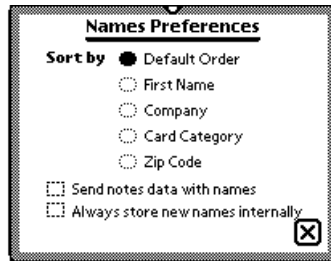 Names Preferences
Sort by Default Order
First Name
Company
Card Category
Zip Code
Send notes data with names
Always store new names internally